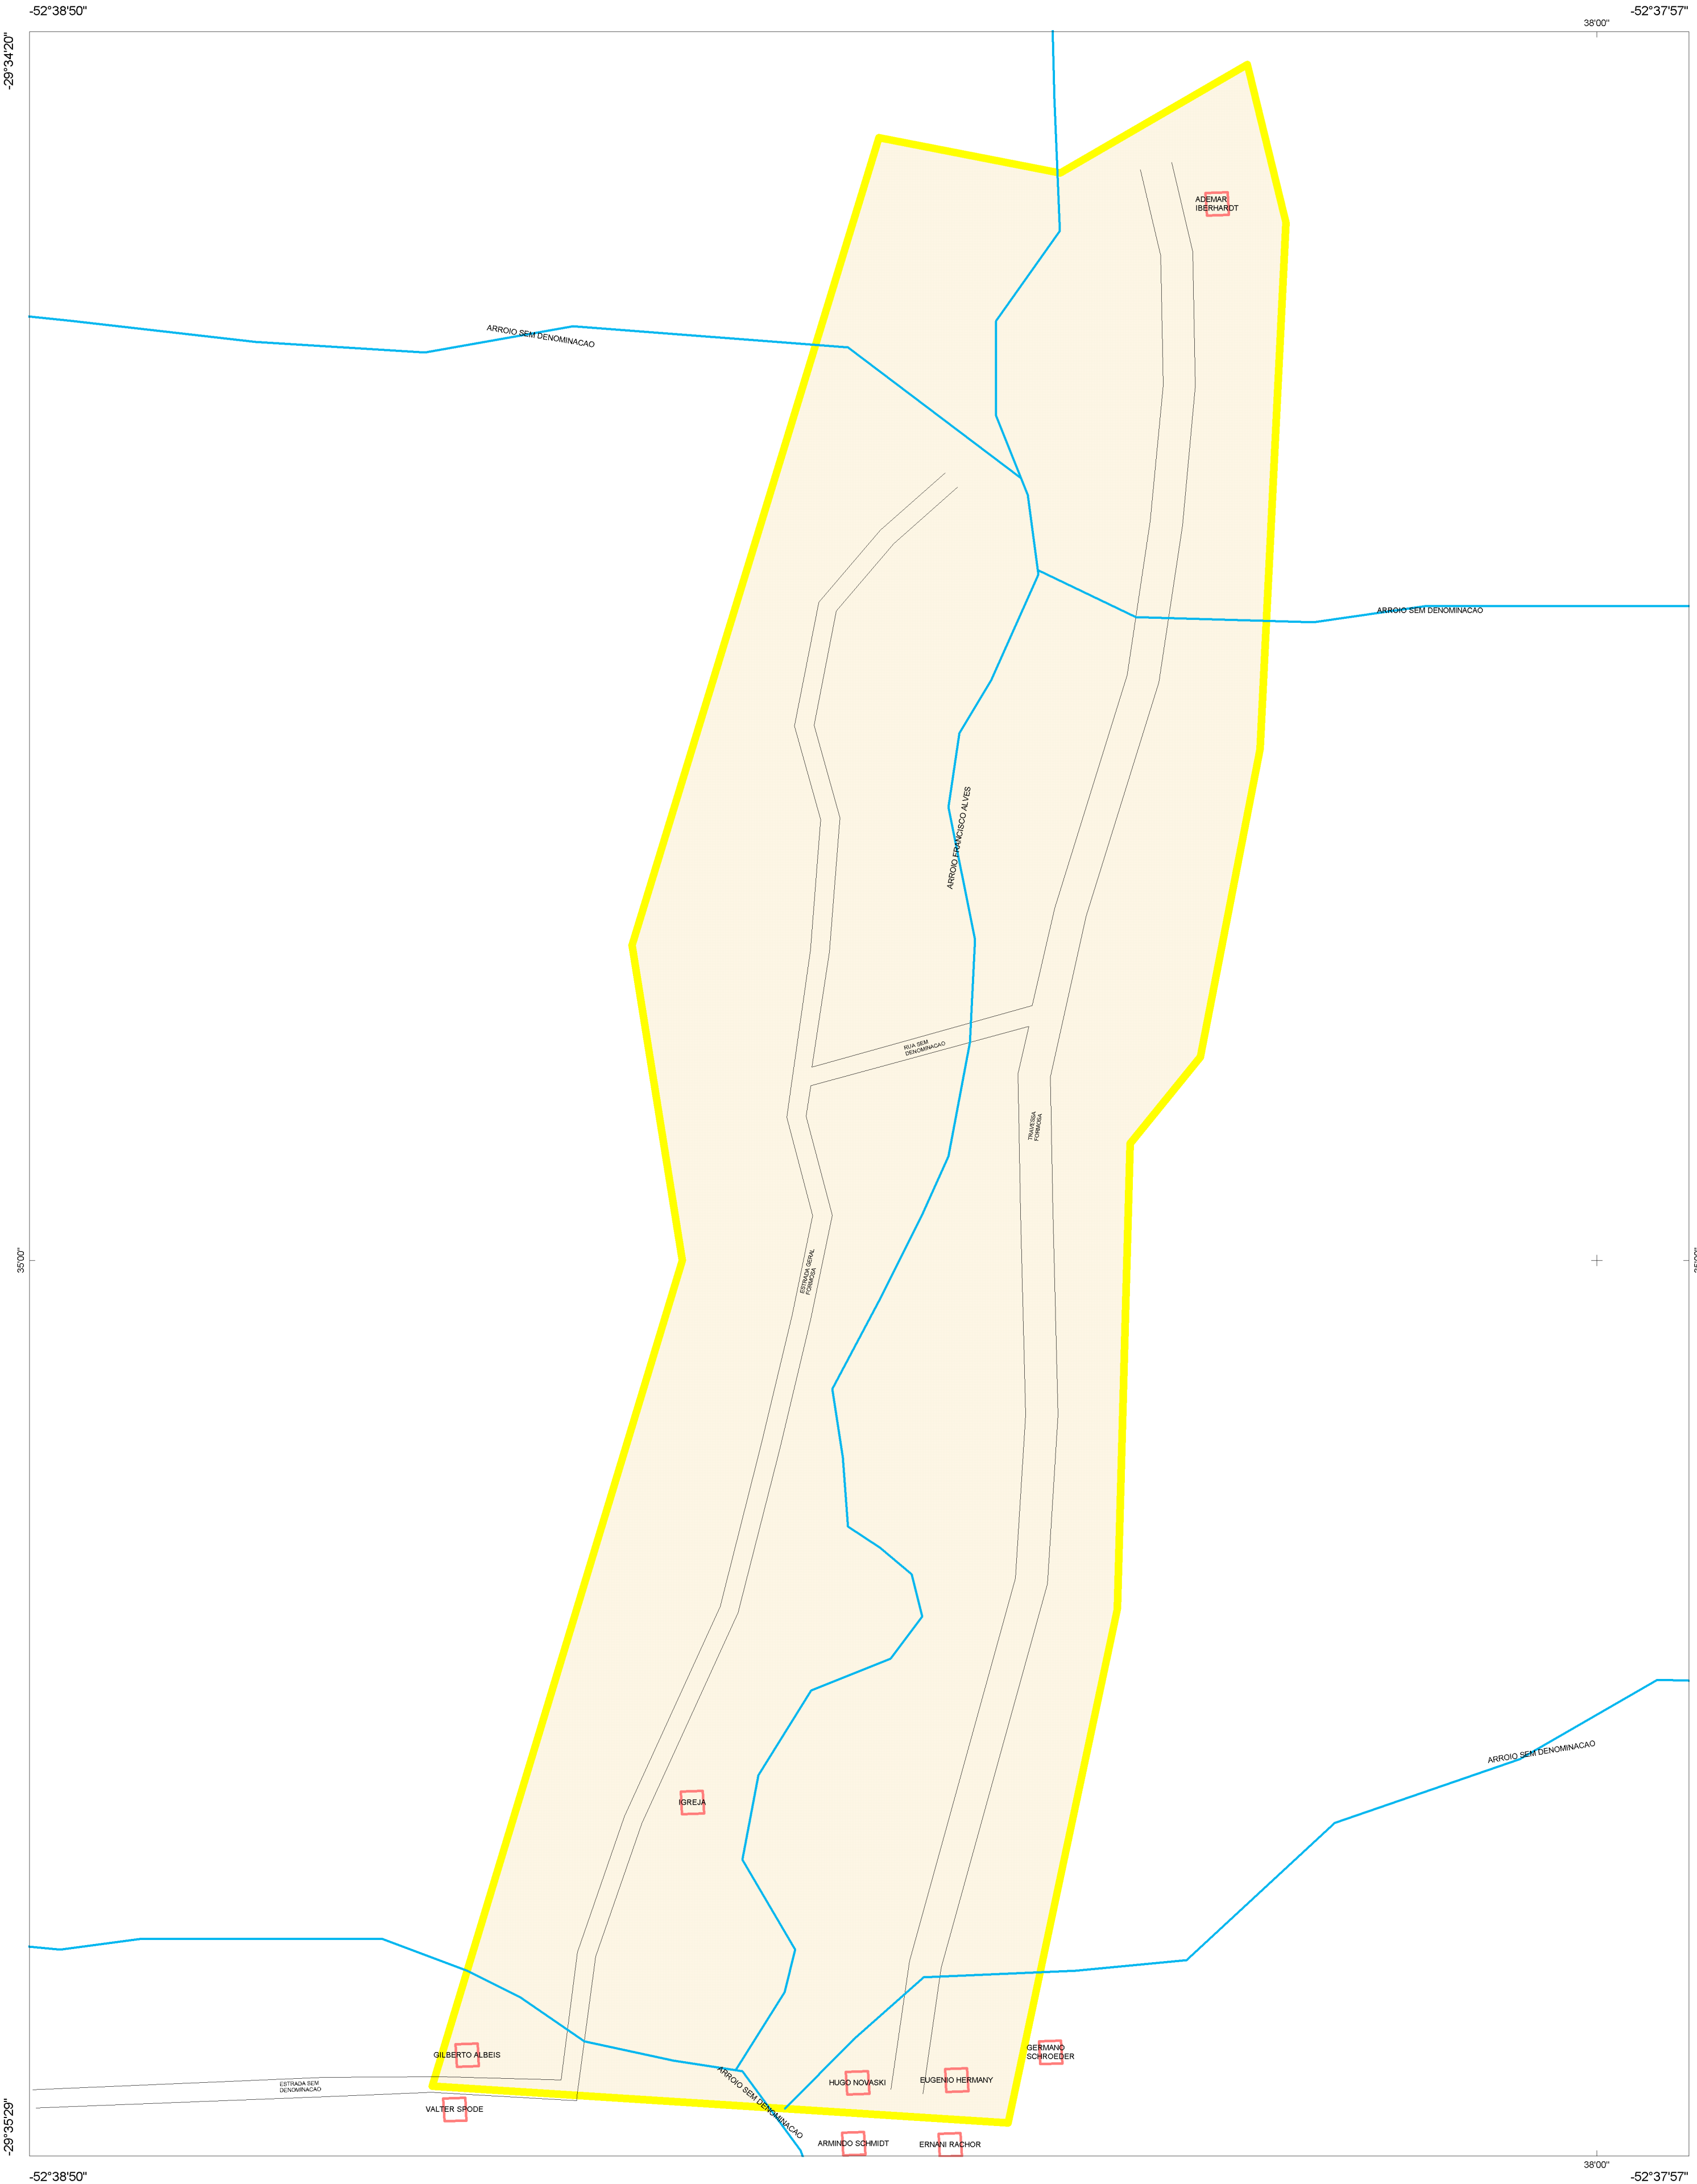 -52°38'50"
-52°37'57"
38'00"
-29°34'20"
ADEMAR
IBERHARDT
ARROIO SEM DENOMINACAO
ARROIO SEM DENOMINACAO
ARROIO FRANCISCO ALVES
RUA SEM
DENOMINACAO
TRAVESSA
FORMOSA
35'00"
ESTRADA GERAL
FORMOSA
ARROIO SEM DENOMINACAO
IGREJA
GILBERTO ALBEIS
GERMANO
SCHROEDER
ESTRADA SEM
DENOMINACAO
HUGO NOVASKI
EUGENIO HERMANY
VALTER SPODE
ARROIO SEM DENOMINACAO
ARMINDO SCHMIDT
ERNANI RACHOR
-29°35'29"
38'00"
-52°38'50"
-52°37'57"